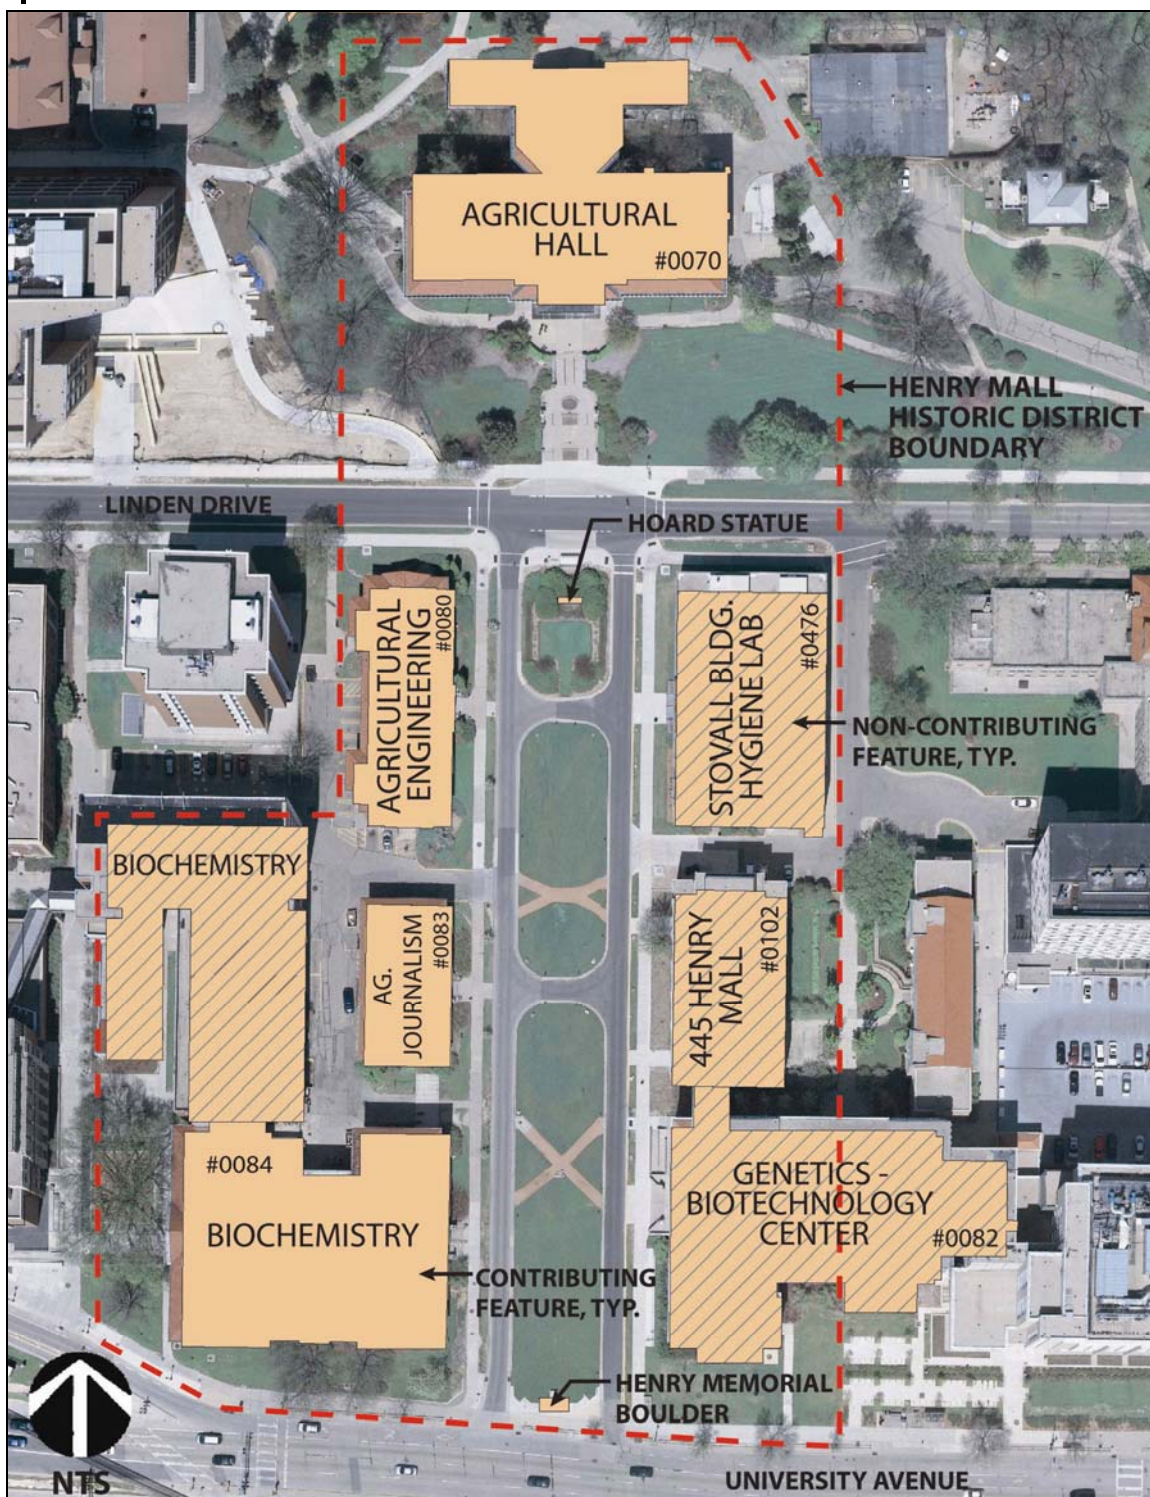 AGRICULTURAL
HALL
#0070
HENRY MALL
HISTORIC DISTRICT
BOUNDARY
LINDEN DRIVE
HOARD STATUE
AGRICULTURAL
ENGINEERING
#0080
STOVALL BLDG.
HYGIENE LAB
#0476
NON-CONTRIBUTING
FEATURE, TYP.
BIOCHEMISTRY
AG.
JOURNALISM
#0083
445 HENRY
MALL
#0102
#0084
BIOCHEMISTRY
GENETICS -
BIOTECHNOLOGY
CENTER
#0082
CONTRIBUTING
FEATURE, TYP.
HENRY MEMORIAL
BOULDER
NTS
UNIVERSITY AVENUE